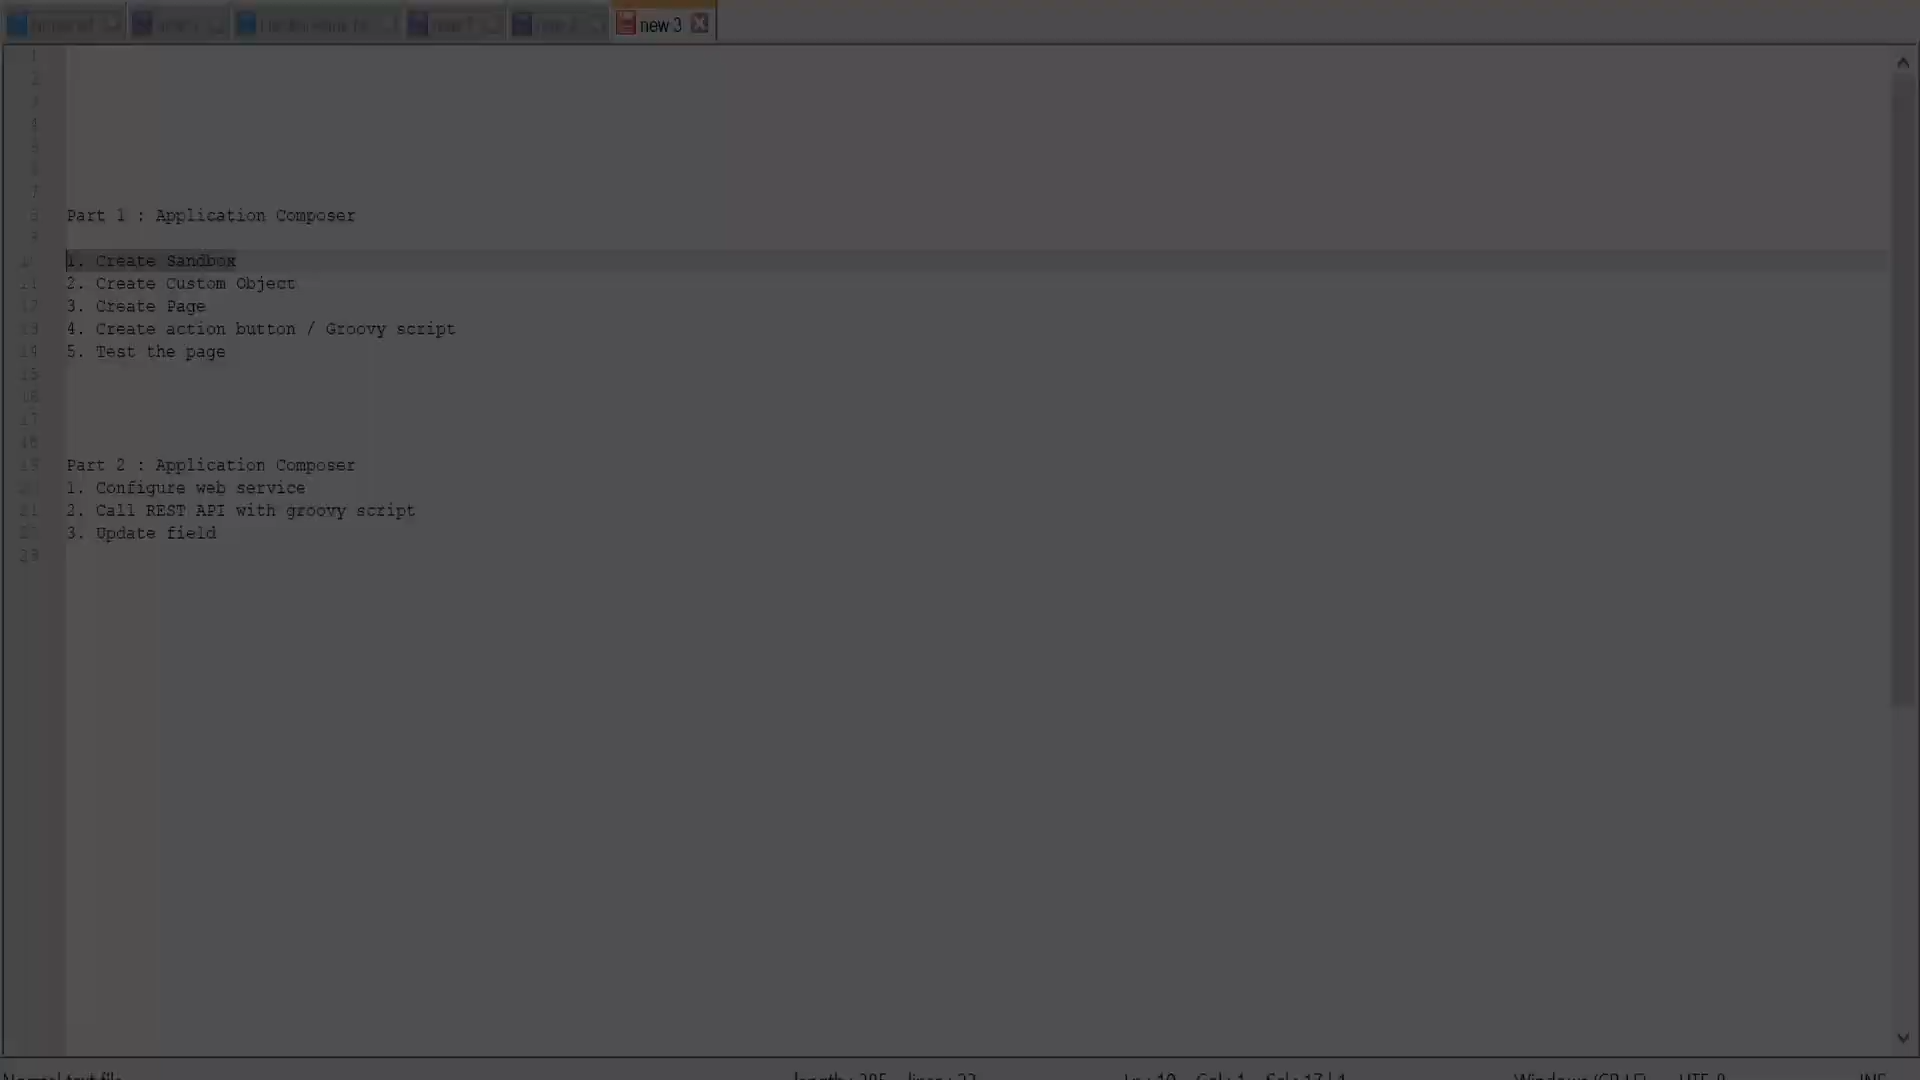 new 3
Part 1 : Application Composer
1. Create Sandbox
2. Create Custom Object
3. Create Page
4. Create action button / Groovy script
5. Test the page
Part 2 : Application Composer
1. Configure web service
2. Call REST API with groovy script
3. Update field